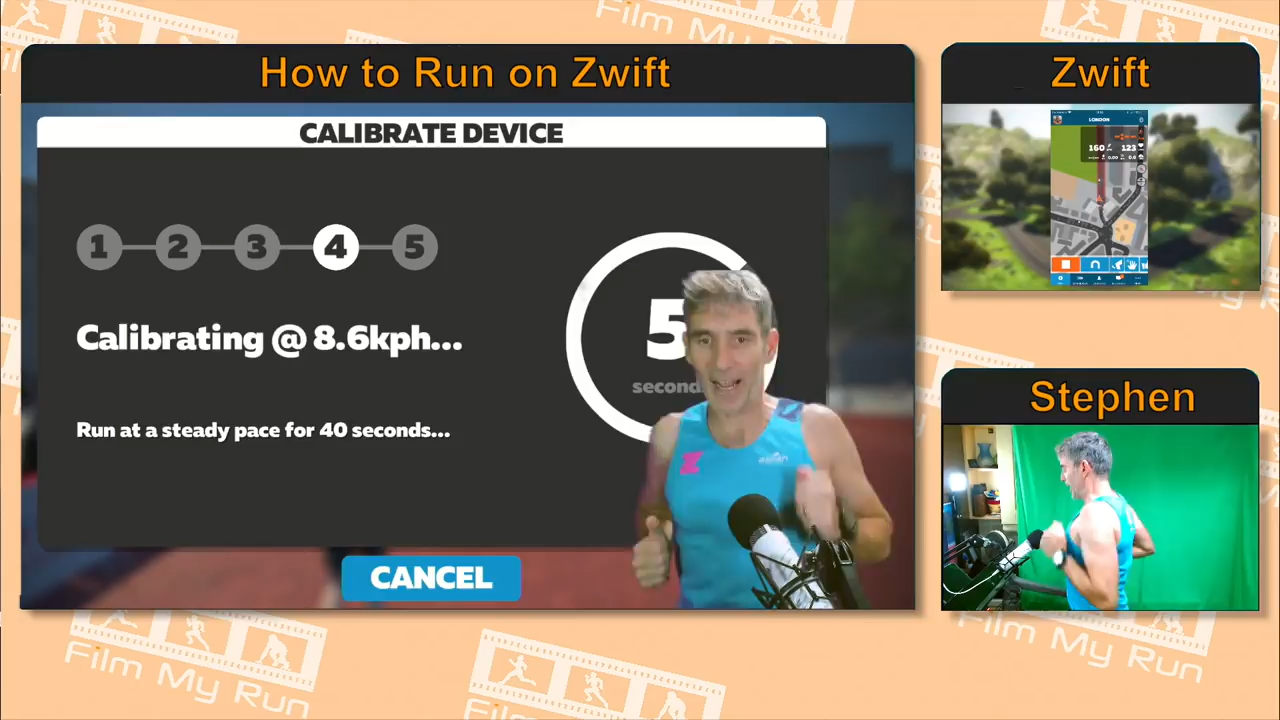 Film My Run
How to Run on Zwift
CALIBRATE DEVICE
1 2 3 4 5
Calibrating @ 8.6kph...
5
Run at a steady pace for 40 seconds...
CANCEL
Zwift
LONDON
160 123
Stephen
Film My Run
Film My Run